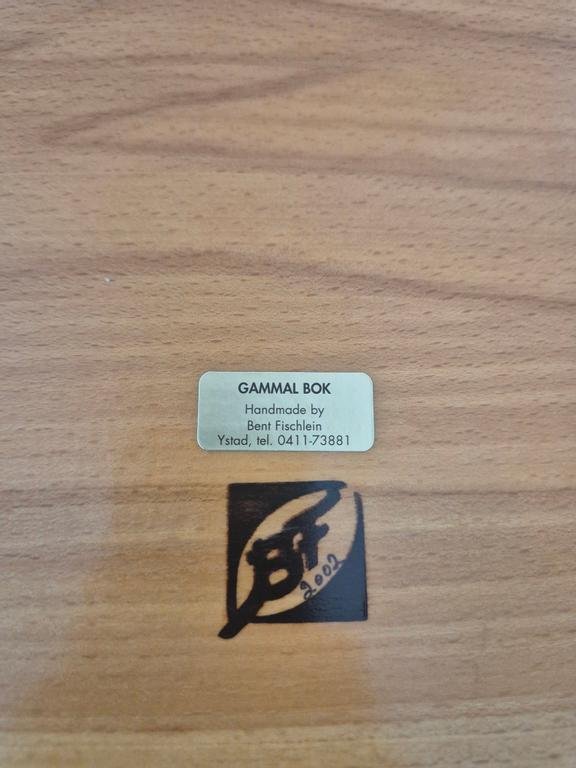 GAMMAL BOK
Handmade by
Bent Fischlein
Ystad, tel. 0411-73881
Bf
2002